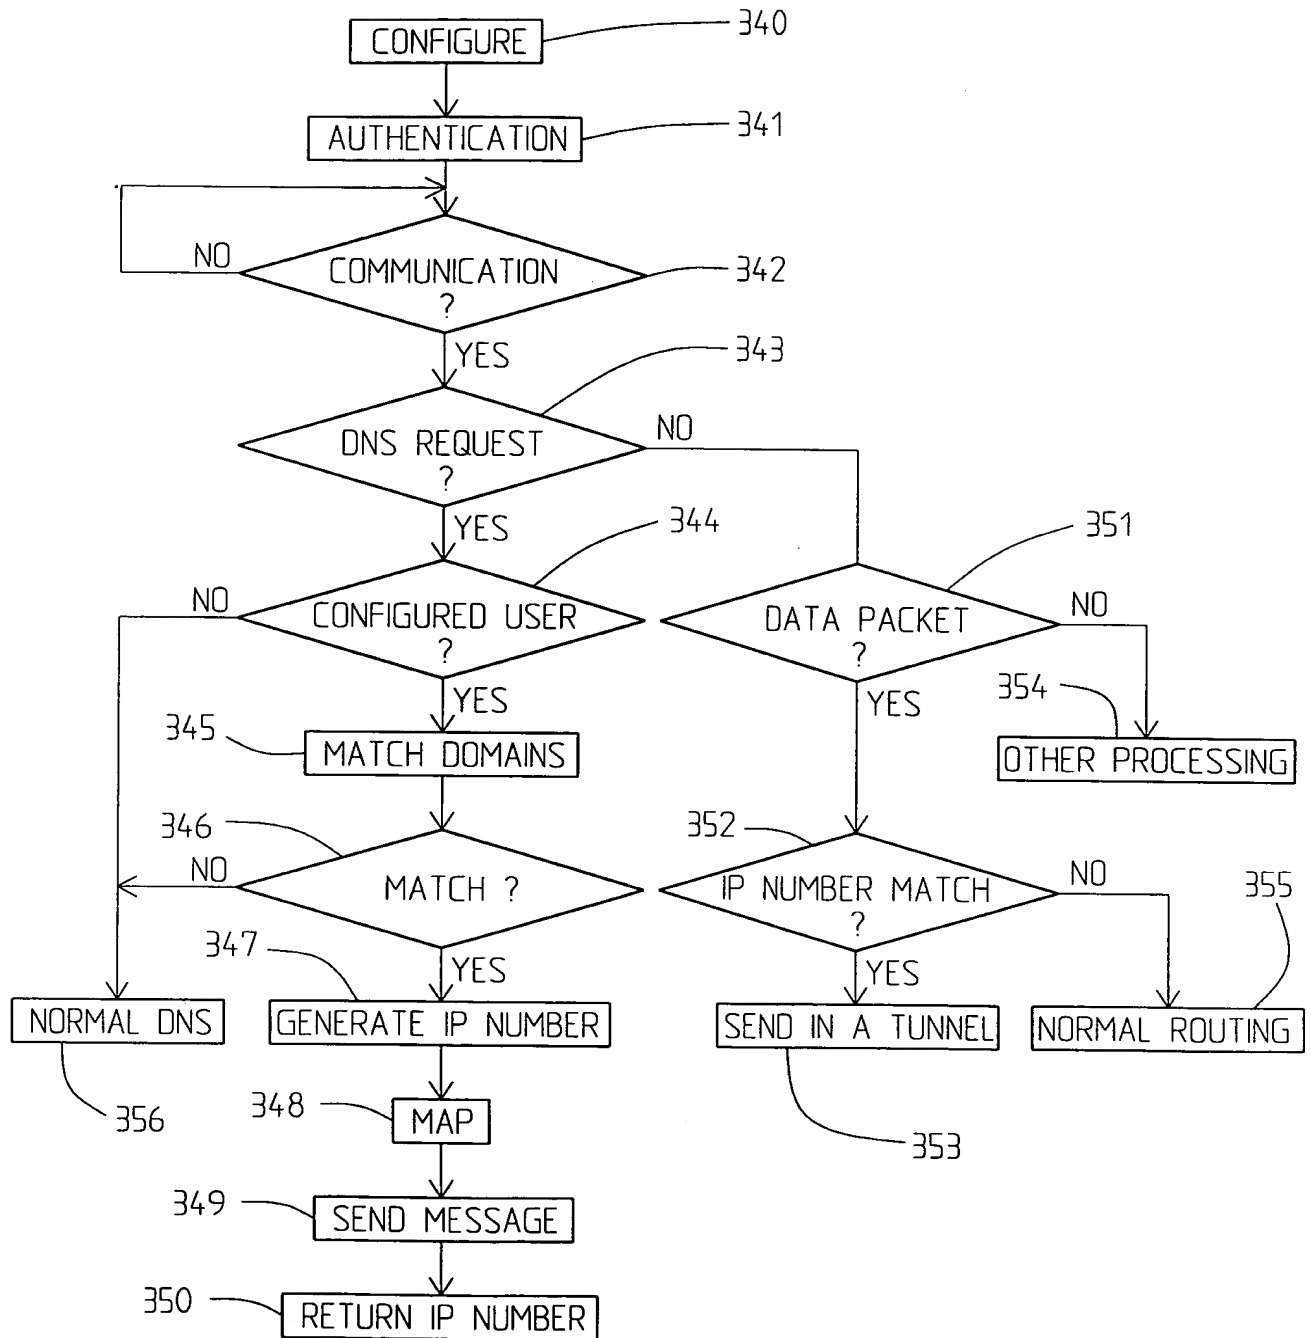 CONFIGURE
340
AUTHENTICATION
341
NO
COMMUNICATION
?
342
YES
343
DNS REQUEST
?
NO
YES
344
351
NO
CONFIGURED USER
?
DATA PACKET
?
NO
YES
YES
354
345
MATCH DOMAINS
OTHER PROCESSING
346
352
NO
MATCH ?
IP NUMBER MATCH
?
NO
355
347
YES
YES
NORMAL DNS
GENERATE IP NUMBER
SEND IN A TUNNEL
NORMAL ROUTING
356
348
MAP
353
349
SEND MESSAGE
350
RETURN IP NUMBER